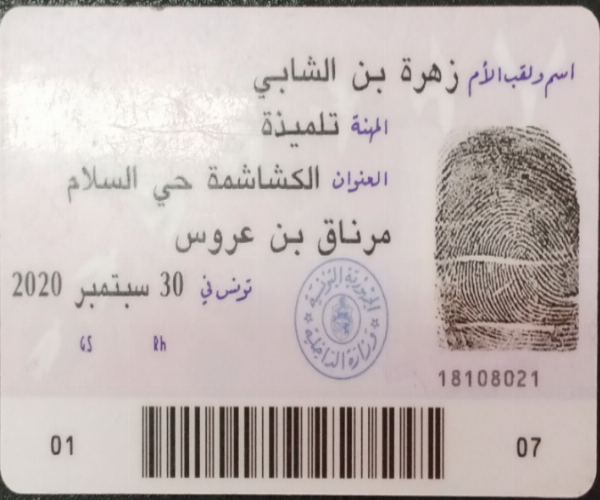 اسم ولقب الأم زهرة بن الشابي
المهنة تلميذة
العنوان الكشاشمة حي السلام
مرناق بن عروس
تونس في 30 سبتمبر 2020
GS Rh
الجمهورية التونسية
وزارة الداخلية
18108021
01 07